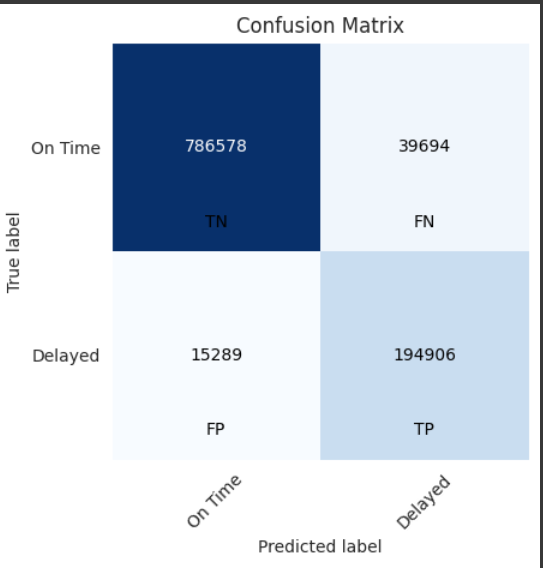 Confusion Matrix
On Time
786578
39694
TN
FN
True label
Delayed
15289
194906
FP
TP
On Time
Delayed
Predicted label